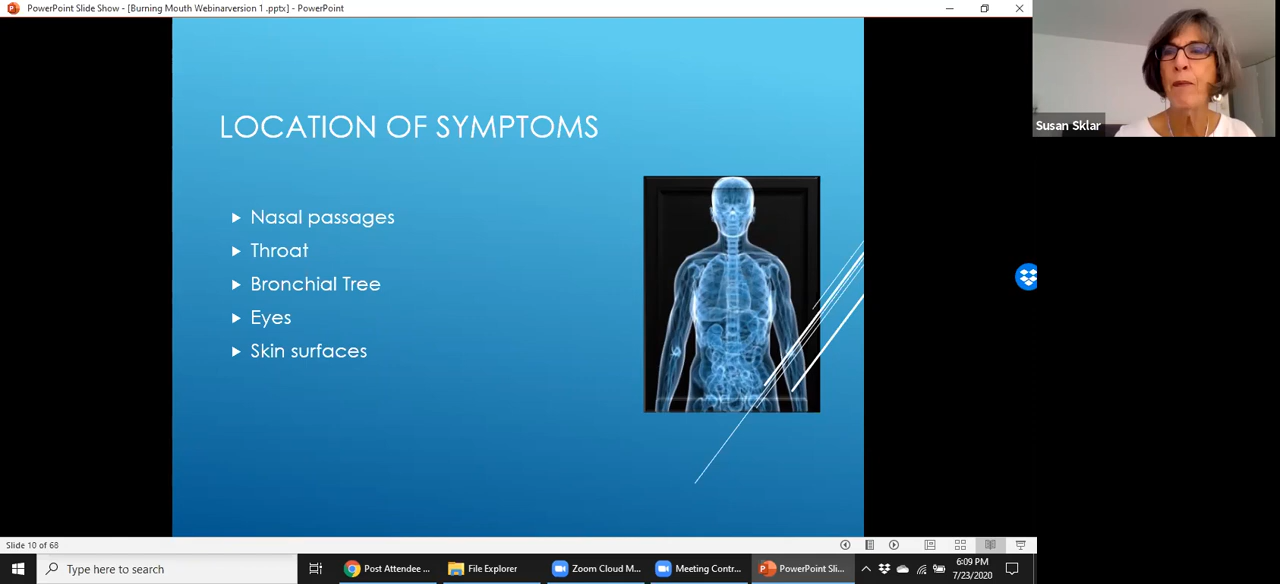 PowerPoint Slide Show - [Burning Mouth Webinarversion 1 .pptx] - PowerPoint
Susan Sklar
LOCATION OF SYMPTOMS
Nasal passages
Throat
Bronchial Tree
Eyes
Skin surfaces
Slide 10 of 68
Type here to search
Post Attendee ...
File Explorer
Zoom Cloud M...
Meeting Contr...
PowerPoint Sli...
6:09 PM
7/23/2020